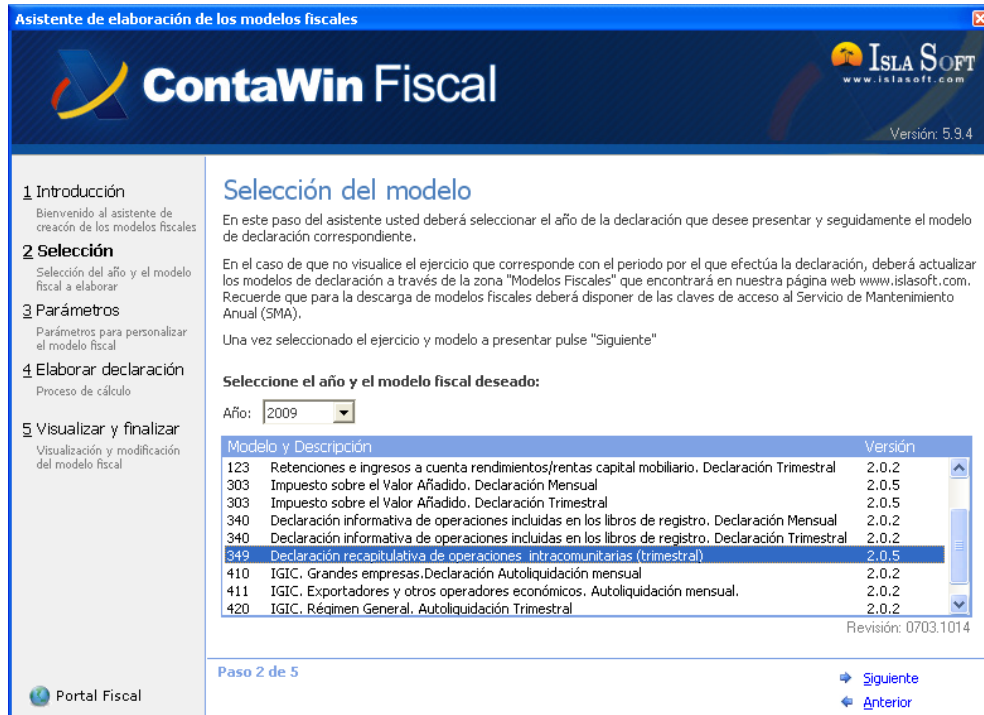 Asistente de elaboración de los modelos fiscales
ContaWin Fiscal
ISLA SOFT
www.islasoft.com
Versión: 5.9.4
1 Introducción
Bienvenido al asistente de
creacón de los modelos fiscales
2 Selección
Selección del año y el modelo
fiscal a elaborar
3 Parámetros
Parámetros para personalizar
el modelo fiscal
4 Elaborar declaración
Proceso de cálculo
5 Visualizar y finalizar
Visualización y modificación
del modelo fiscal
Portal Fiscal
Selección del modelo
En este paso del asistente usted deberá seleccionar el año de la declaración que desee presentar y seguidamente el modelo
de declaración correspondiente.
En el caso de que no visualice el ejercicio que corresponde con el periodo por el que efectúa la declaración, deberá actualizar
los modelos de declaración a través de la zona "Modelos Fiscales" que encontrará en nuestra página web www.islasoft.com.
Recuerde que para la descarga de modelos fiscales deberá disponer de las claves de acceso al Servicio de Mantenimiento
Anual (SMA).
Una vez seleccionado el ejercicio y modelo a presentar pulse "Siguiente"
Seleccione el año y el modelo fiscal deseado:
Año: 2009
Modelo y Descripción Versión
123 Retenciones e ingresos a cuenta rendimientos/rentas capital mobiliario. Declaración Trimestral 2.0.2
303 Impuesto sobre el Valor Añadido. Declaración Mensual 2.0.5
303 Impuesto sobre el Valor Añadido. Declaración Trimestral 2.0.5
340 Declaración informativa de operaciones incluidas en los libros de registro. Declaración Mensual 2.0.2
340 Declaración informativa de operaciones incluidas en los libros de registro. Declaración Trimestral 2.0.2
349 Declaración recapitulativa de operaciones intracomunitarias (trimestral) 2.0.5
410 IGIC. Grandes empresas.Declaración Autoliquidación mensual 2.0.2
411 IGIC. Exportadores y otros operadores económicos. Autoliquidación mensual. 2.0.2
420 IGIC. Régimen General. Autoliquidación Trimestral 2.0.2
Revisión: 0703.1014
Paso 2 de 5
Siguiente
Anterior